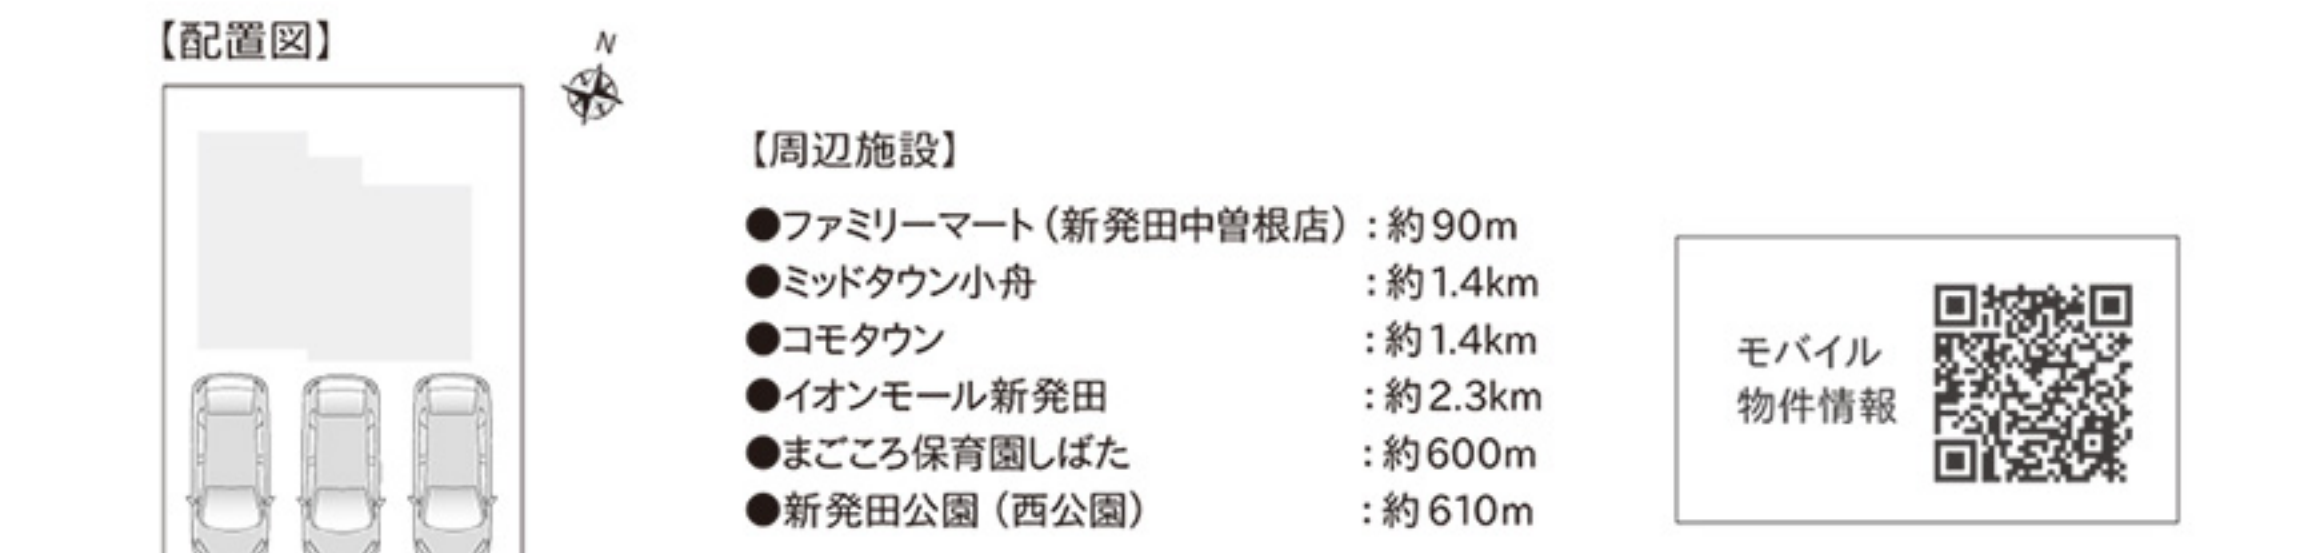 【配置図】
N
【周辺施設】
●ファミリーマート（新発田中曽根店）：約90m
●ミッドタウン小舟：約1.4km
●コモタウン：約1.4km
●イオンモール新発田：約2.3km
●まごころ保育園しばた：約600m
●新発田公園（西公園）：約610m
モバイル
物件情報